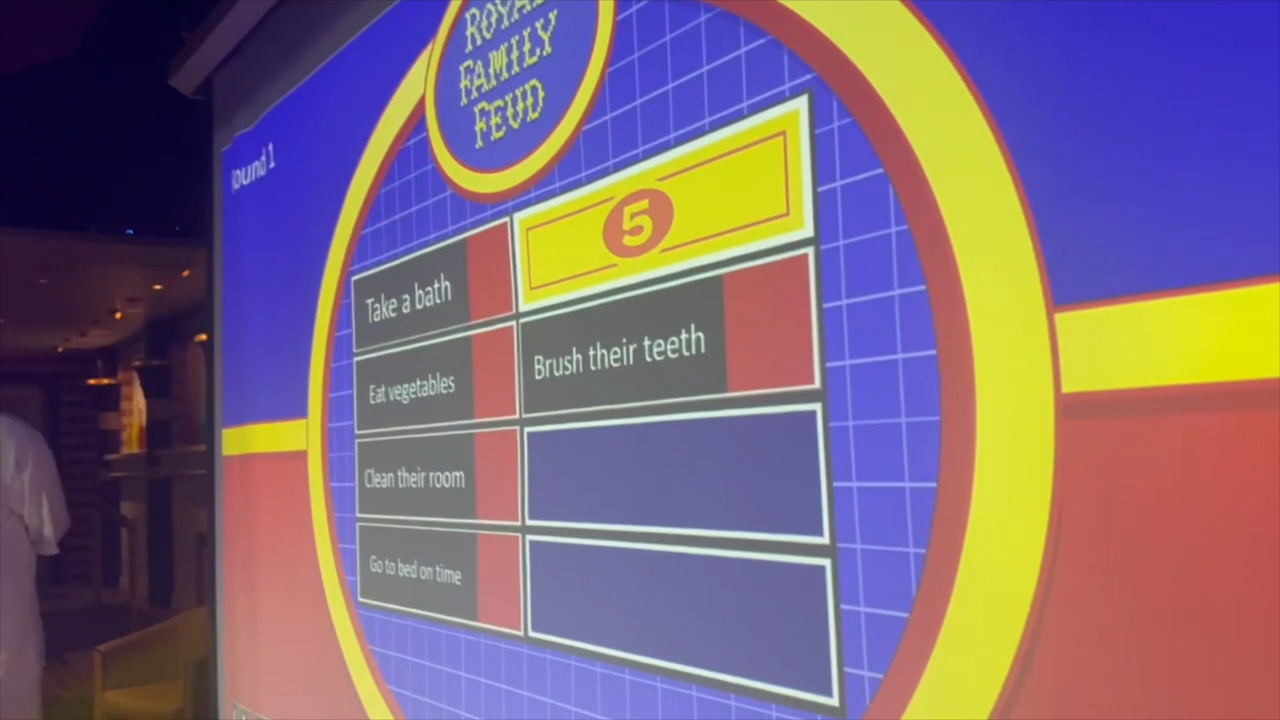 ROYAL
FAMILY
FEUD
ound 1
5
Take a bath
Brush their teeth
Eat vegetables
Clean their room
Go to bed on time